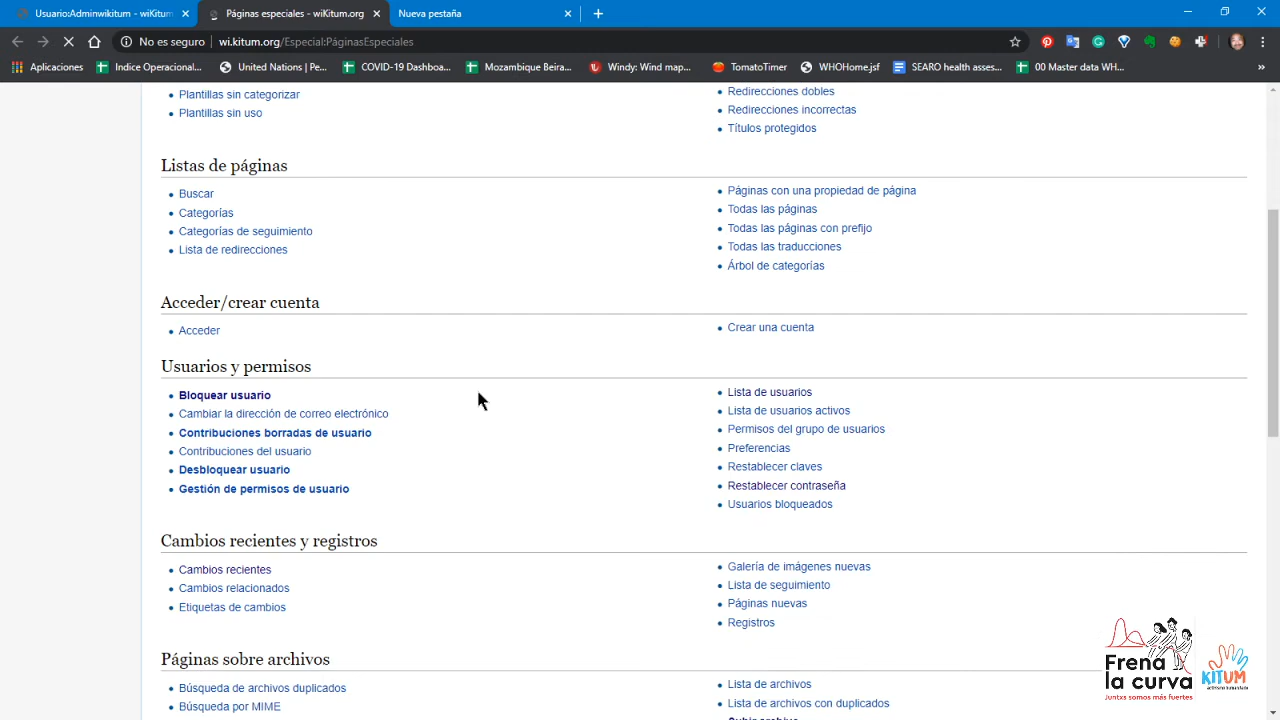 Usuario:Adminwikitum - wiKitum
Páginas especiales - wiKitum.org
Nueva pestaña
No es seguro
wi.kitum.org/Especial:PáginasEspeciales
Aplicaciones
Indice Operacional...
United Nations | Pe...
COVID-19 Dashboa...
Mozambique Beira...
Windy: Wind map...
TomatoTimer
WHOHome.jsf
SEARO health asses...
00 Master data WH...
»
Plantillas sin categorizar
Plantillas sin uso
Redirecciones dobles
Redirecciones incorrectas
Títulos protegidos
Listas de páginas
Buscar
Categorías
Categorías de seguimiento
Lista de redirecciones
Páginas con una propiedad de página
Todas las páginas
Todas las páginas con prefijo
Todas las traducciones
Árbol de categorías
Acceder/crear cuenta
Acceder
Crear una cuenta
Usuarios y permisos
Bloquear usuario
Cambiar la dirección de correo electrónico
Contribuciones borradas de usuario
Contribuciones del usuario
Desbloquear usuario
Gestión de permisos de usuario
Lista de usuarios
Lista de usuarios activos
Permisos del grupo de usuarios
Preferencias
Restablecer claves
Restablecer contraseña
Usuarios bloqueados
Cambios recientes y registros
Cambios recientes
Cambios relacionados
Etiquetas de cambios
Galería de imágenes nuevas
Lista de seguimiento
Páginas nuevas
Registros
Páginas sobre archivos
Búsqueda de archivos duplicados
Búsqueda por MIME
Lista de archivos
Lista de archivos con duplicados
Subir archivo
Frena
la curva
Juntxs somos más fuertes
KITUM